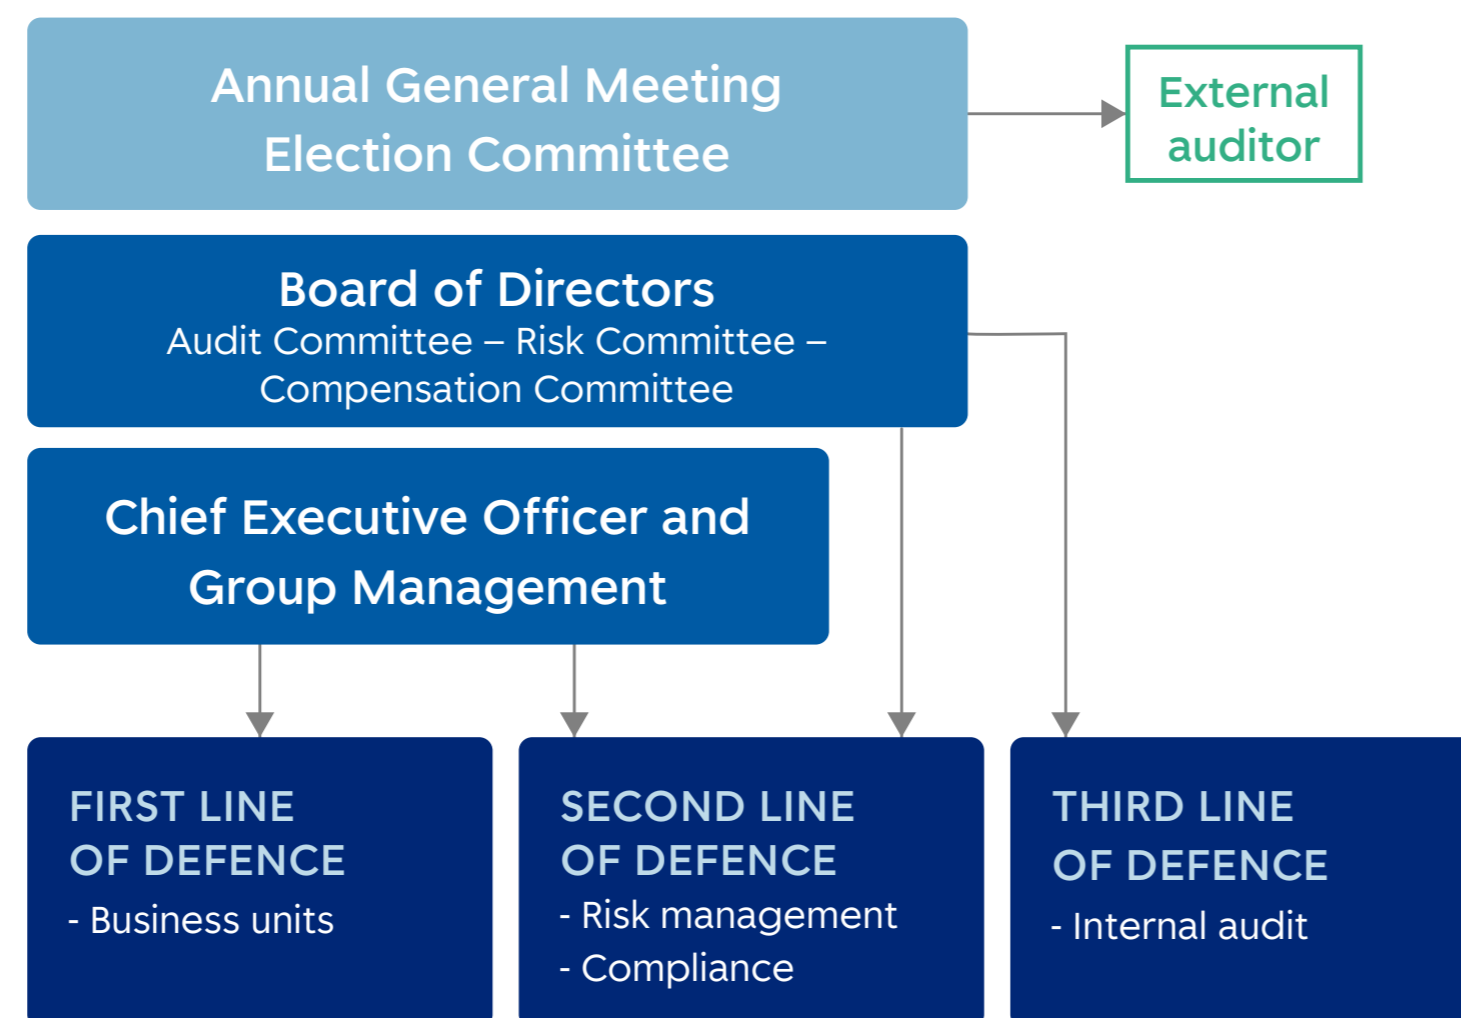 Annual General Meeting
Election Committee
External
auditor
Board of Directors
Audit Committee – Risk Committee –
Compensation Committee
Chief Executive Officer and
Group Management
FIRST LINE
OF DEFENCE
- Business units
SECOND LINE
OF DEFENCE
- Risk management
- Compliance
THIRD LINE
OF DEFENCE
- Internal audit